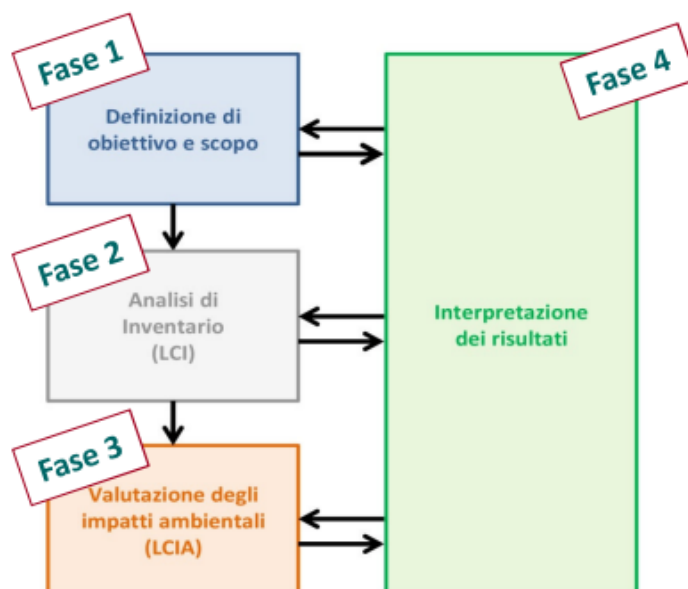 Fase 1
Definizione di
obiettivo e scopo
Fase 2
Analisi di
Inventario
(LCI)
Fase 3
Valutazione degli
impatti ambientali
(LCIA)
Fase 4
Interpretazione
dei risultati